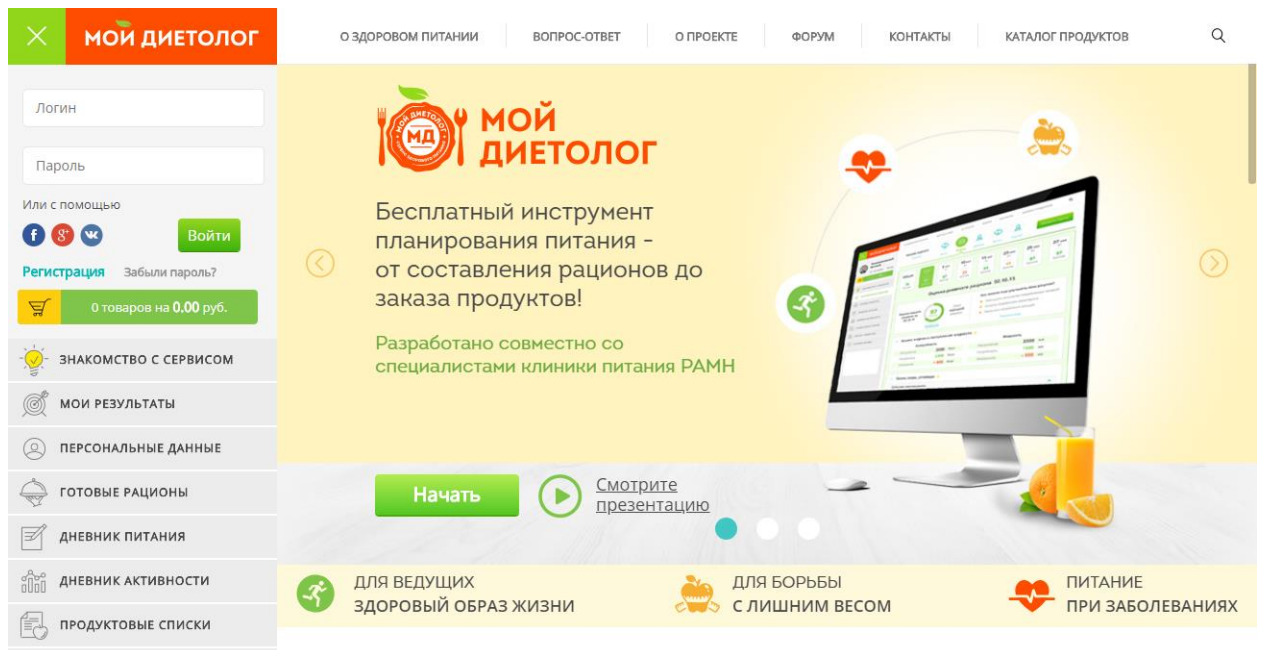 МОЙ ДИЕТОЛОГ
О ЗДОРОВОМ ПИТАНИИ
ВОПРОС-ОТВЕТ
О ПРОЕКТЕ
ФОРУМ
КОНТАКТЫ
КАТАЛОГ ПРОДУКТОВ
Логин
Пароль
Или с помощью
Войти
Регистрация
Забыли пароль?
0 товаров на 0.00 руб.
ЗНАКОМСТВО С СЕРВИСОМ
МОИ РЕЗУЛЬТАТЫ
ПЕРСОНАЛЬНЫЕ ДАННЫЕ
ГОТОВЫЕ РАЦИОНЫ
ДНЕВНИК ПИТАНИЯ
ДНЕВНИК АКТИВНОСТИ
ПРОДУКТОВЫЕ СПИСКИ
МОЙ ДИЕТОЛОГ
МД
МОЙ
ДИЕТОЛОГ
Бесплатный инструмент
планирования питания -
от составления рационов до
заказа продуктов!
Разработано совместно со
специалистами клиники питания РАМН
Начать
Смотрите
презентацию
ДЛЯ ВЕДУЩИХ
ЗДОРОВЫЙ ОБРАЗ ЖИЗНИ
ДЛЯ БОРЬБЫ
С ЛИШНИМ ВЕСОМ
ПИТАНИЕ
ПРИ ЗАБОЛЕВАНИЯХ